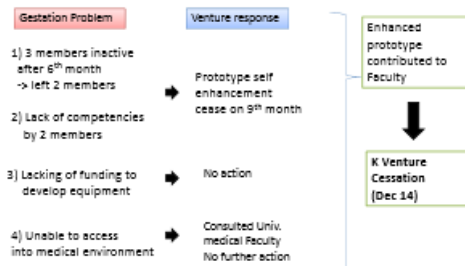 Gestation Problem
Venture response
1) 3 members inactive
after 6th month
-> left 2 members
2) Lack of competencies
by 2 members
Prototype self
enhancement
cease on 9th month
3) Lacking of funding to
develop equipment
No action
4) Unable to access
into medical environment
Consulted Univ.
medical Faculty
No further action
Enhanced
prototype
contributed to
Faculty
K Venture
Cessation
(Dec 14)